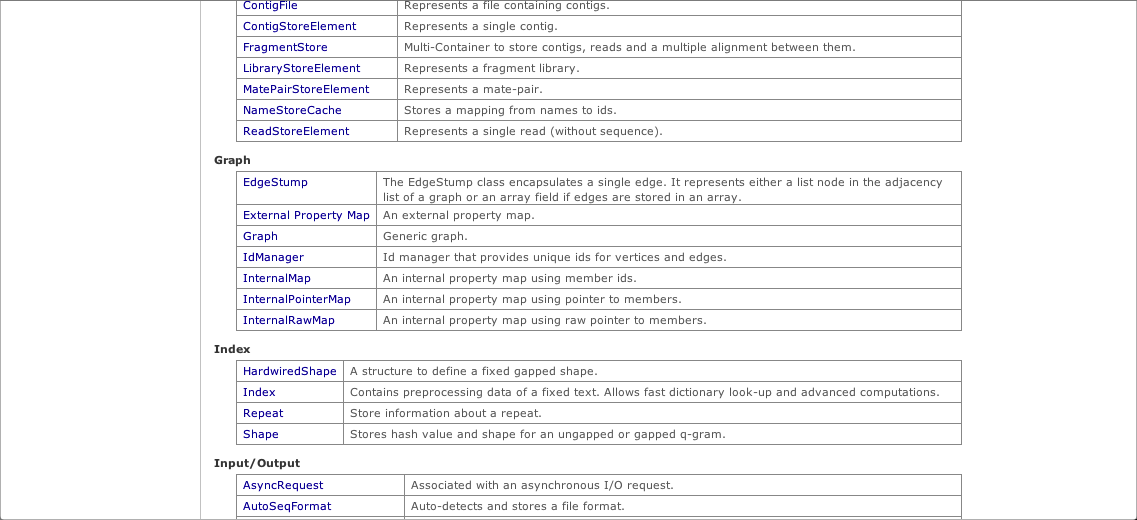 ContigFile Represents a file containing contigs.
ContigStoreElement Represents a single contig.
FragmentStore Multi-Container to store contigs, reads and a multiple alignment between them.
LibraryStoreElement Represents a fragment library.
MatePairStoreElement Represents a mate-pair.
NameStoreCache Stores a mapping from names to ids.
ReadStoreElement Represents a single read (without sequence).
Graph
EdgeStump The EdgeStump class encapsulates a single edge. It represents either a list node in the adjacency
list of a graph or an array field if edges are stored in an array.
External Property Map An external property map.
Graph Generic graph.
IdManager Id manager that provides unique ids for vertices and edges.
InternalMap An internal property map using member ids.
InternalPointerMap An internal property map using pointer to members.
InternalRawMap An internal property map using raw pointer to members.
Index
HardwiredShape A structure to define a fixed gapped shape.
Index Contains preprocessing data of a fixed text. Allows fast dictionary look-up and advanced computations.
Repeat Store information about a repeat.
Shape Stores hash value and shape for an ungapped or gapped q-gram.
Input/Output
AsyncRequest Associated with an asynchronous I/O request.
AutoSeqFormat Auto-detects and stores a file format.